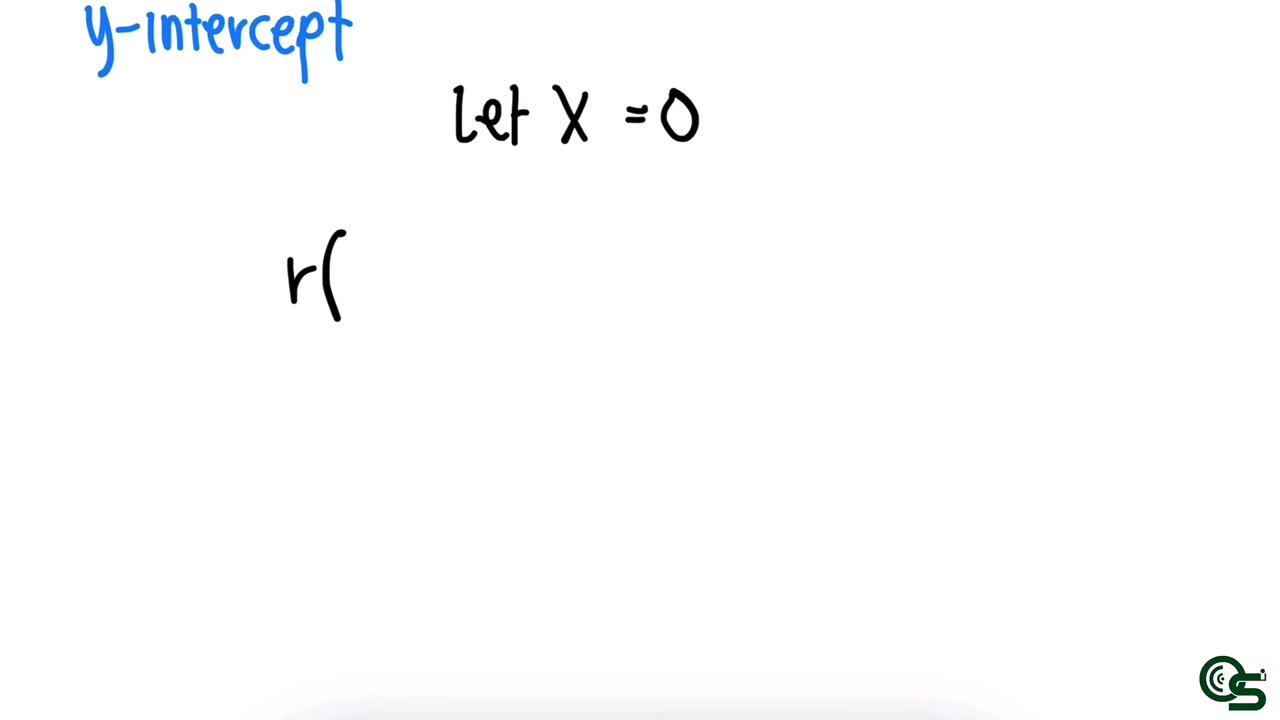 y-intercept
Let X = 0
r(